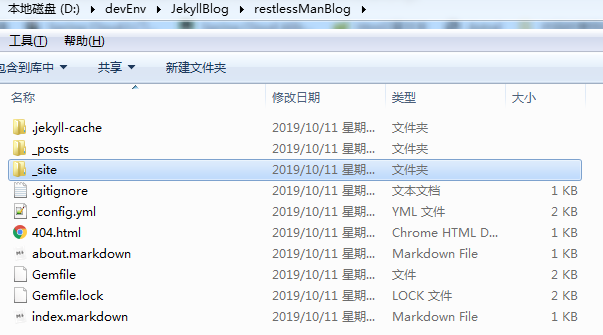 本地磁盘 (D:) ▸ devEnv ▸ JekyllBlog ▸ restlessManBlog ▸
工具(T) 帮助(H)
包含到库中 共享 新建文件夹
名称 修改日期 类型 大小
.jekyll-cache 2019/10/11 星期... 文件夹
_posts 2019/10/11 星期... 文件夹
_site 2019/10/11 星期... 文件夹
.gitignore 2019/10/11 星期... 文本文档 1 KB
_config.yml 2019/10/11 星期... YML 文件 2 KB
404.html 2019/10/11 星期... Chrome HTML D... 1 KB
about.markdown 2019/10/11 星期... Markdown File 1 KB
Gemfile 2019/10/11 星期... 文件 2 KB
Gemfile.lock 2019/10/11 星期... LOCK 文件 2 KB
index.markdown 2019/10/11 星期... Markdown File 1 KB